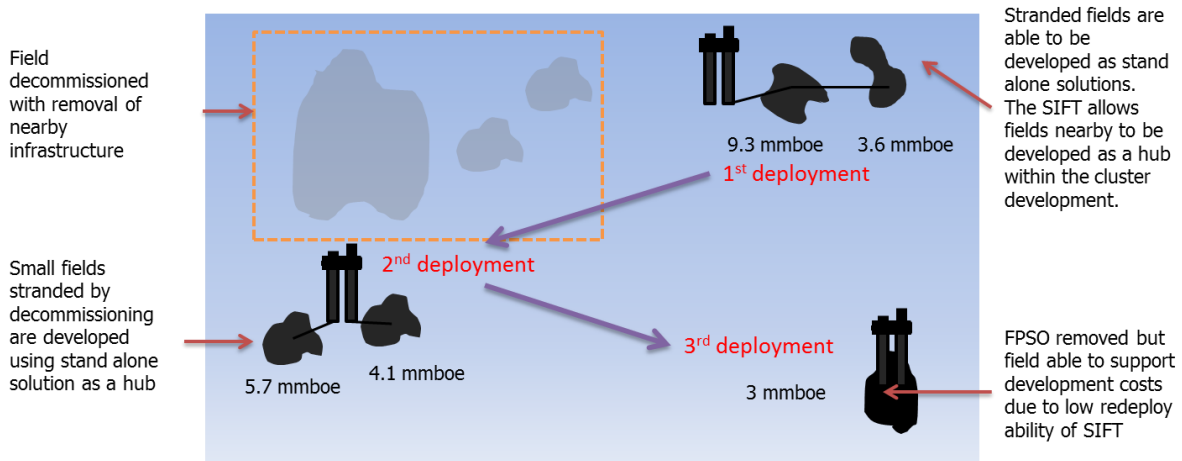 Field
decommissioned
with removal of
nearby
infrastructure
Stranded fields are
able to be
developed as stand
alone solutions.
The SIFT allows
fields nearby to be
developed as a hub
within the cluster
development.
9.3 mmboe
3.6 mmboe
1st deployment
2nd deployment
Small fields
stranded by
decommissioning
are developed
using stand alone
solution as a hub
5.7 mmboe
4.1 mmboe
3rd deployment
3 mmboe
FPSO removed but
field able to support
development costs
due to low redeploy
ability of SIFT